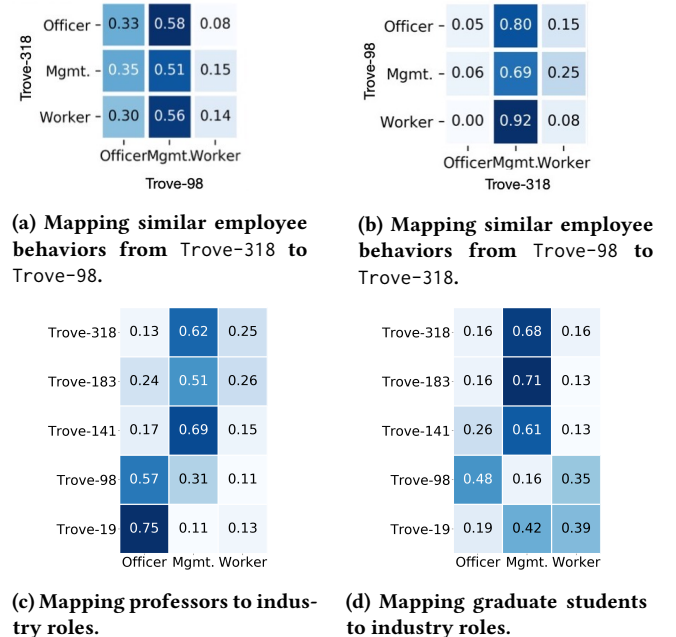 Trove-318
Officer 0.33 0.58 0.08
Mgmt. 0.35 0.51 0.15
Worker 0.30 0.56 0.14
Officer Mgmt. Worker
Trove-98
(a) Mapping similar employee
behaviors from Trove-318 to
Trove-98.
Trove-98
Officer 0.05 0.80 0.15
Mgmt. 0.06 0.69 0.25
Worker 0.00 0.92 0.08
Officer Mgmt. Worker
Trove-318
(b) Mapping similar employee
behaviors from Trove-98 to
Trove-318.
Trove-318 0.13 0.62 0.25
Trove-183 0.24 0.51 0.26
Trove-141 0.17 0.69 0.15
Trove-98 0.57 0.31 0.11
Trove-19 0.75 0.11 0.13
Officer Mgmt. Worker
(c) Mapping professors to indus-
try roles.
Trove-318 0.16 0.68 0.16
Trove-183 0.16 0.71 0.13
Trove-141 0.26 0.61 0.13
Trove-98 0.48 0.16 0.35
Trove-19 0.19 0.42 0.39
Officer Mgmt. Worker
(d) Mapping graduate students
to industry roles.